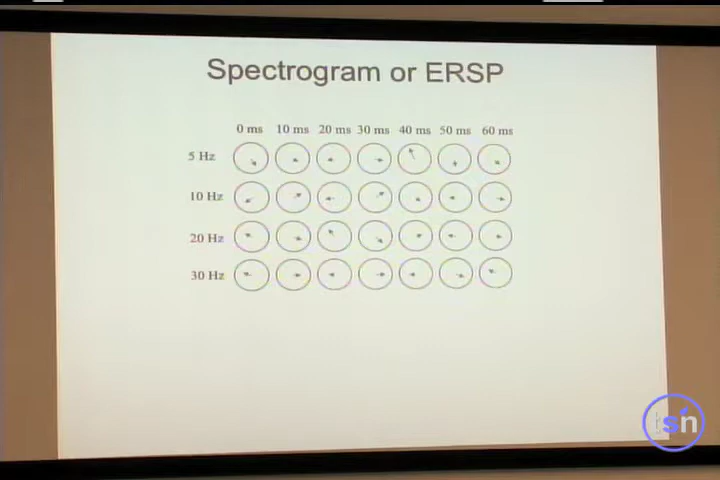 Spectrogram or ERSP
0 ms 10 ms 20 ms 30 ms 40 ms 50 ms 60 ms
5 Hz
10 Hz
20 Hz
30 Hz
sn